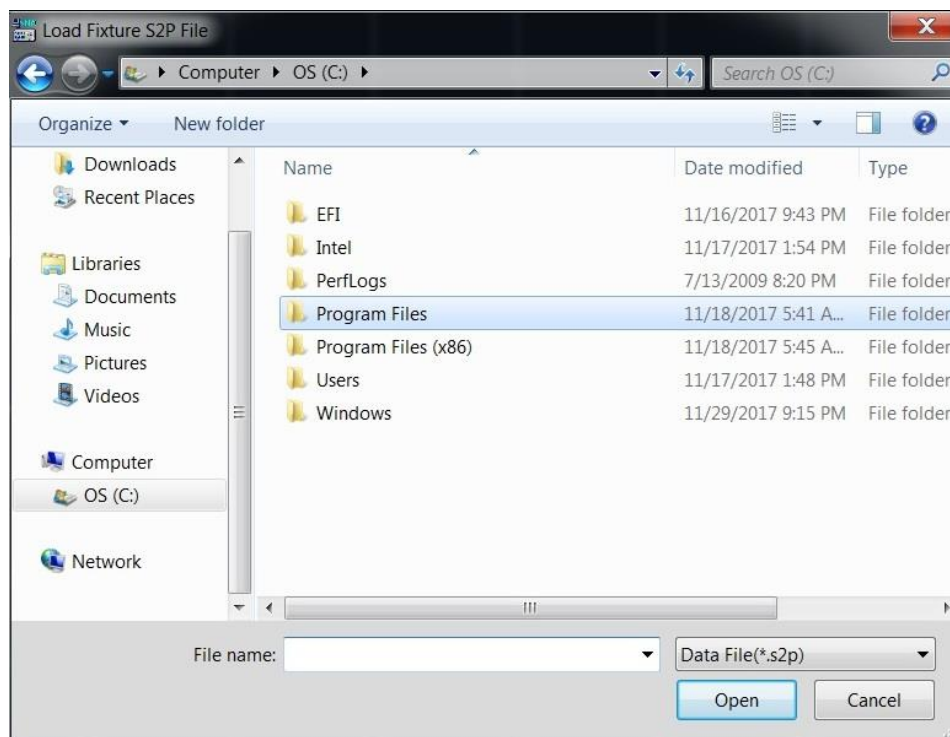 Load Fixture S2P File
Computer OS (C:)
Search OS (C:)
Organize New folder
Downloads
Recent Places
Libraries
Documents
Music
Pictures
Videos
Computer
OS (C:)
Network
Name Date modified Type
EFI 11/16/2017 9:43 PM File folder
Intel 11/17/2017 1:54 PM File folder
PerfLogs 7/13/2009 8:20 PM File folder
Program Files 11/18/2017 5:41 A... File folder
Program Files (x86) 11/18/2017 5:45 A... File folder
Users 11/17/2017 1:48 PM File folder
Windows 11/29/2017 9:15 PM File folder
File name: Data File(*.s2p)
Open Cancel